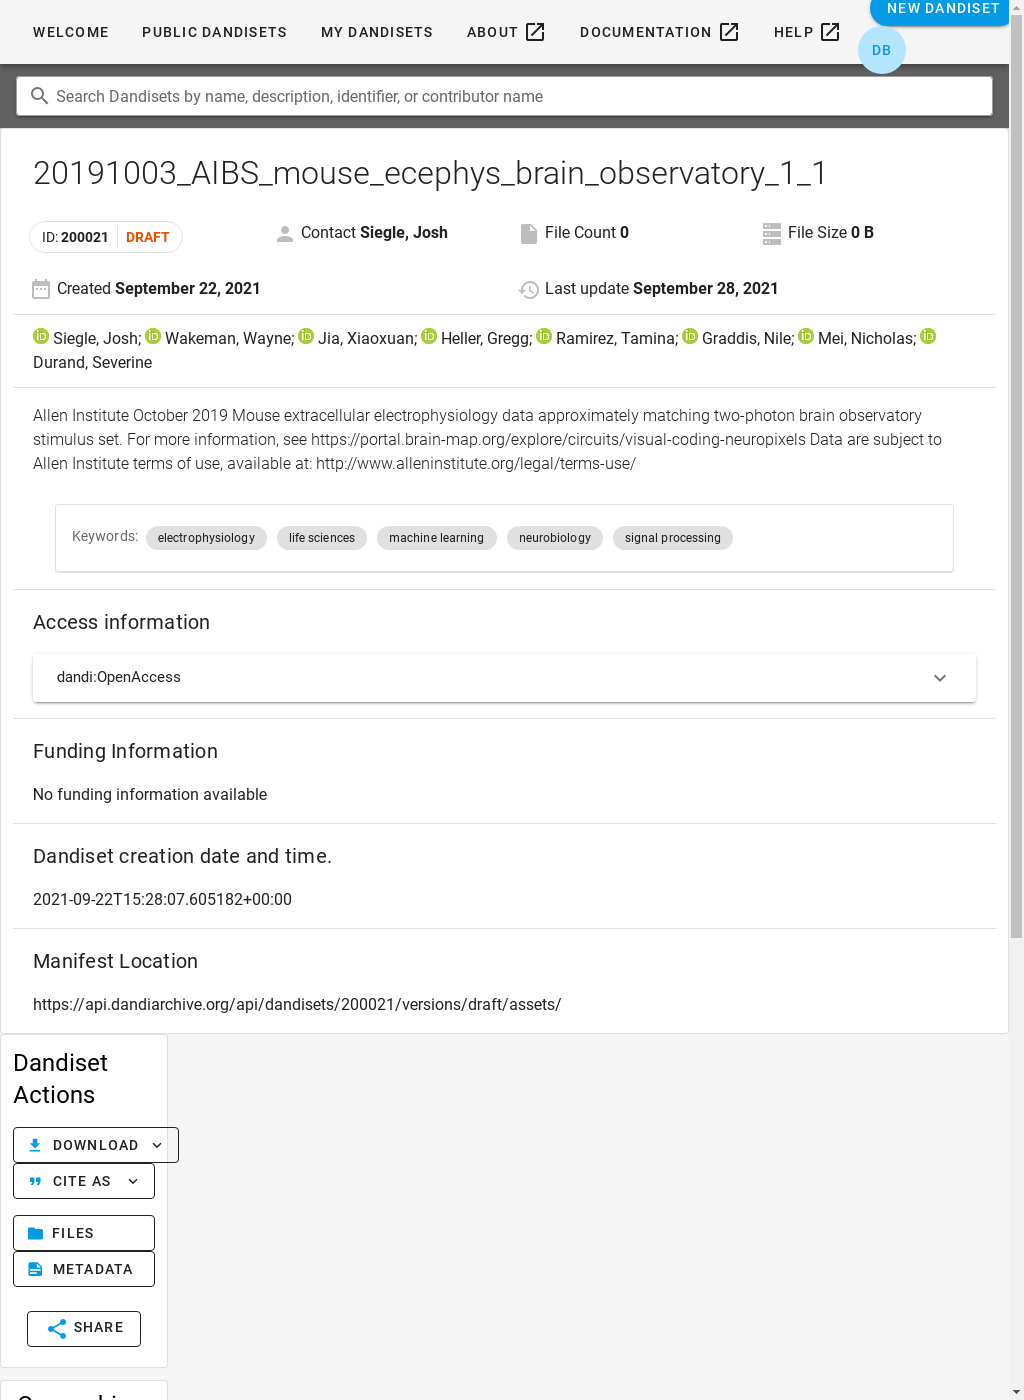 NEW DANDISET
WELCOME PUBLIC DANDISETS MY DANDISETS ABOUT DOCUMENTATION HELP
DB
Search Dandisets by name, description, identifier, or contributor name
20191003_AIBS_mouse_ecephys_brain_observatory_1_1
ID: 200021 DRAFT Contact Siegle, Josh File Count 0 File Size 0 B
Created September 22, 2021 Last update September 28, 2021
iD Siegle, Josh; iD Wakeman, Wayne; iD Jia, Xiaoxuan; iD Heller, Gregg; iD Ramirez, Tamina; iD Graddis, Nile; iD Mei, Nicholas; iD
Durand, Severine
Allen Institute October 2019 Mouse extracellular electrophysiology data approximately matching two-photon brain observatory
stimulus set. For more information, see https://portal.brain-map.org/explore/circuits/visual-coding-neuropixels Data are subject to
Allen Institute terms of use, available at: http://www.alleninstitute.org/legal/terms-use/
Keywords: electrophysiology life sciences machine learning neurobiology signal processing
Access information
dandi:OpenAccess
Funding Information
No funding information available
Dandiset creation date and time.
2021-09-22T15:28:07.605182+00:00
Manifest Location
https://api.dandiarchive.org/api/dandisets/200021/versions/draft/assets/
Dandiset
Actions
DOWNLOAD
CITE AS
FILES
METADATA
SHARE